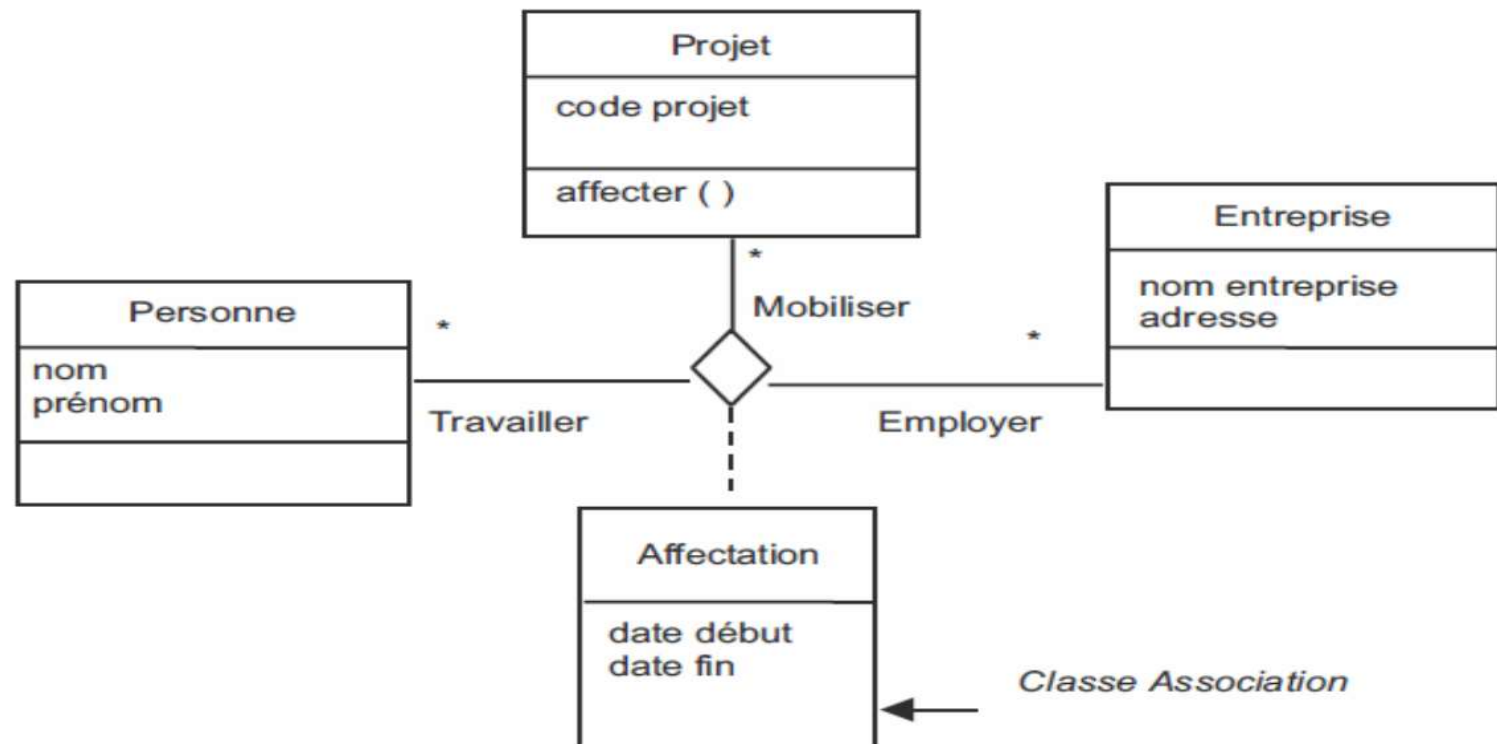 Projet
code projet
affecter ( )
*
Mobiliser
Entreprise
nom entreprise
adresse
*
Employer
Personne
nom
prénom
*
Travailler
Affectation
date début
date fin
Classe Association